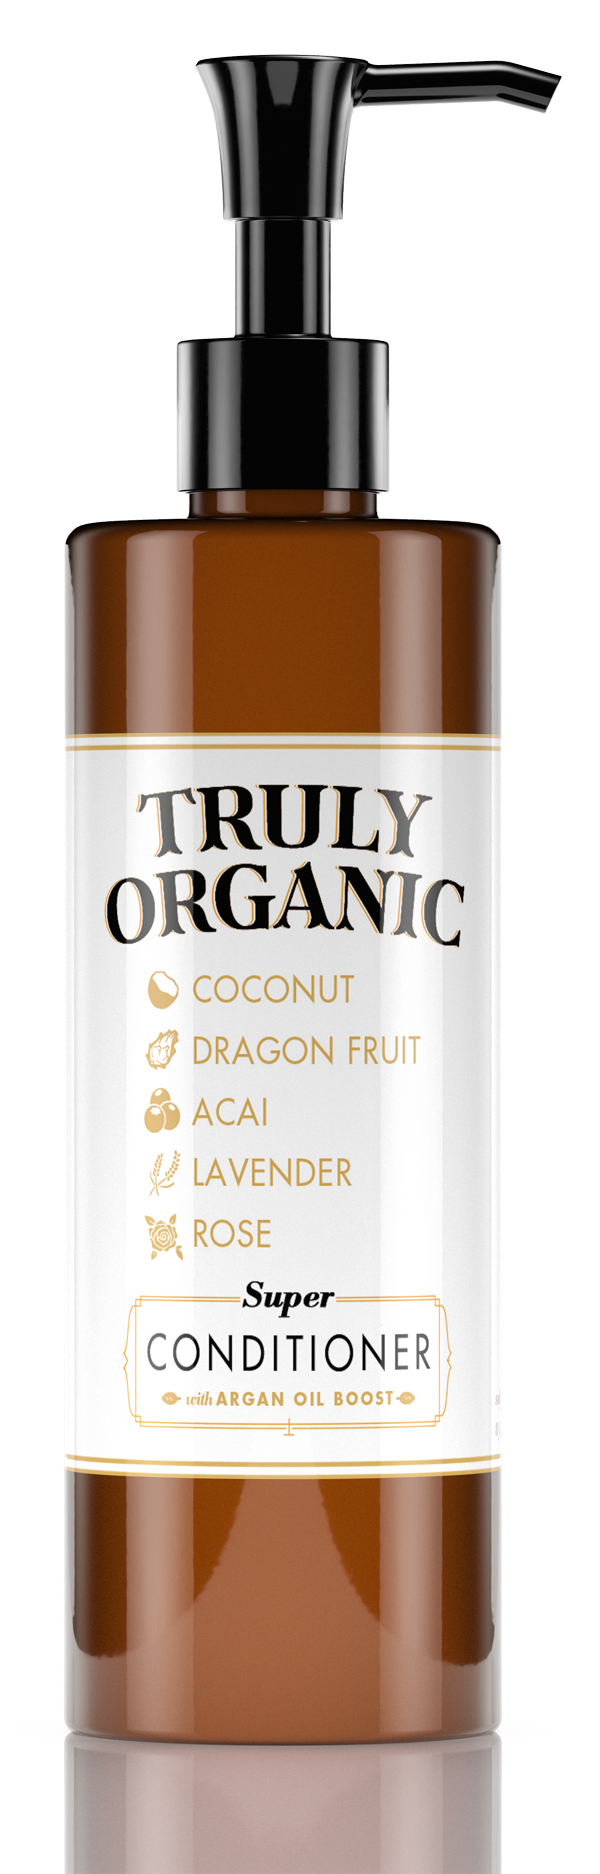 TRULY
ORGANIC
COCONUT
DRAGON FRUIT
ACAI
LAVENDER
ROSE
Super
CONDITIONER
with ARGAN OIL BOOST